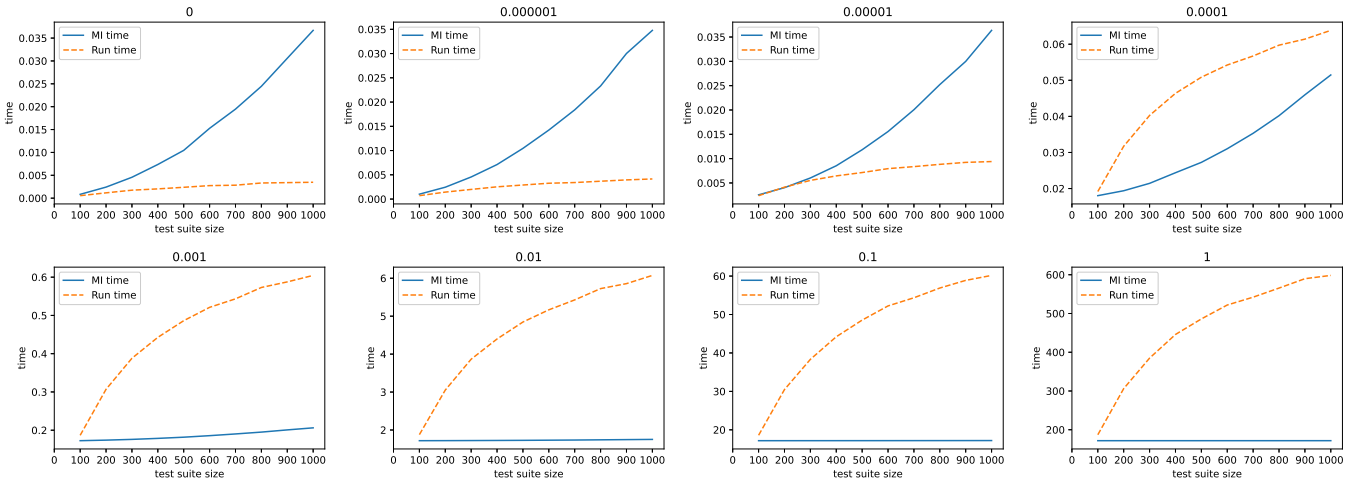 0
MI time
Run time
time
0.035
0.030
0.025
0.020
0.015
0.010
0.005
0.000
0 100 200 300 400 500 600 700 800 900 1000
test suite size
0.000001
MI time
Run time
time
0.035
0.030
0.025
0.020
0.015
0.010
0.005
0.000
0 100 200 300 400 500 600 700 800 900 1000
test suite size
0.00001
MI time
Run time
time
0.035
0.030
0.025
0.020
0.015
0.010
0.005
0 100 200 300 400 500 600 700 800 900 1000
test suite size
0.0001
MI time
Run time
time
0.06
0.05
0.04
0.03
0.02
0 100 200 300 400 500 600 700 800 900 1000
test suite size
0.001
MI time
Run time
time
0.6
0.5
0.4
0.3
0.2
0 100 200 300 400 500 600 700 800 900 1000
test suite size
0.01
MI time
Run time
time
6
5
4
3
2
0 100 200 300 400 500 600 700 800 900 1000
test suite size
0.1
MI time
Run time
time
60
50
40
30
20
0 100 200 300 400 500 600 700 800 900 1000
test suite size
1
MI time
Run time
time
600
500
400
300
200
0 100 200 300 400 500 600 700 800 900 1000
test suite size